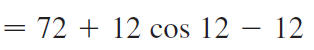 = 72 + 12 cos 12 − 12